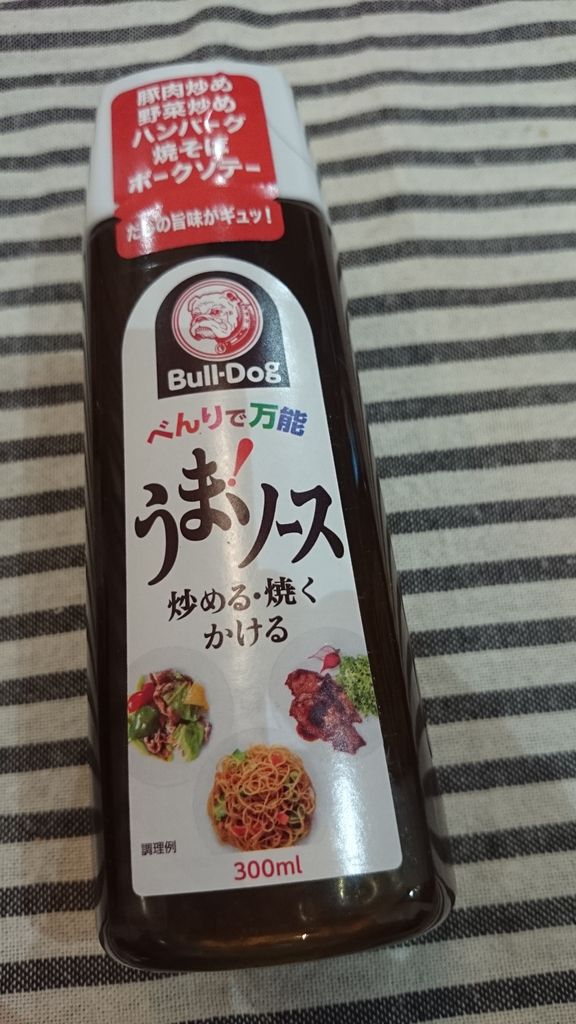 豚肉炒め
野菜炒め
ハンバーグ
焼そば
ポークソテー
の旨味がギュッ!
Bull-Dog
べんりで万能
うま!ソース
炒める・焼く
かける
調理例
300ml